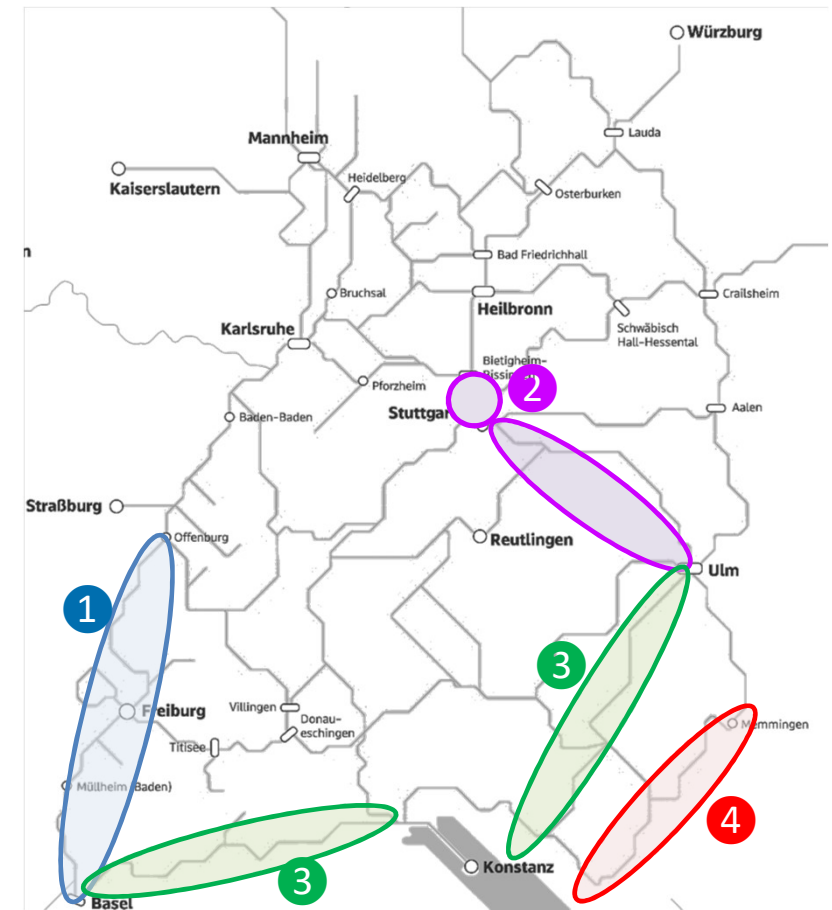 Würzburg
Lauda
Mannheim
Heidelberg
Kaiserslautern
Osterburken
n
Bad Friedrichhall
Bruchsal
Crailsheim
Heilbronn
Karlsruhe
Schwäbisch
Hall-Hessental
Bietigheim-
Pforzheim
2
Stuttgar
Aalen
Baden-Baden
Straßburg
Offenburg
Reutlingen
Ulm
1
3
Freiburg
Villingen
Donau-
eschingen
Memmingen
Titisee
Müllheim (Baden)
4
Konstanz
3
Basel